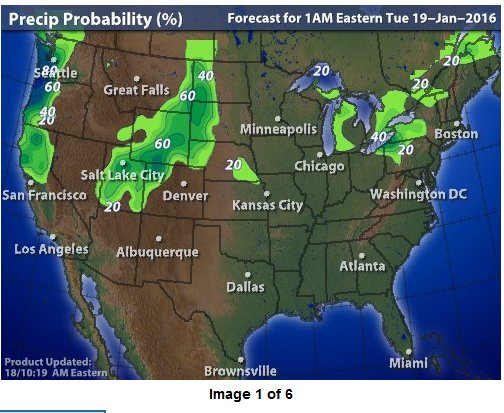 Precip Probability (%)
Forecast for 1AM Eastern Tue 19-Jan-2016
20
20
80
Seattle
40
20
60
Great Falls
60
40
20
Minneapolis
40
Boston
60
20
Salt Lake City
20
Chicago
San Francisco
Denver
Washington DC
20
Kansas City
Los Angeles
Albuquerque
Atlanta
Dallas
Product Updated:
18/10:19 AM Eastern
Brownsville
Miami
Image 1 of 6